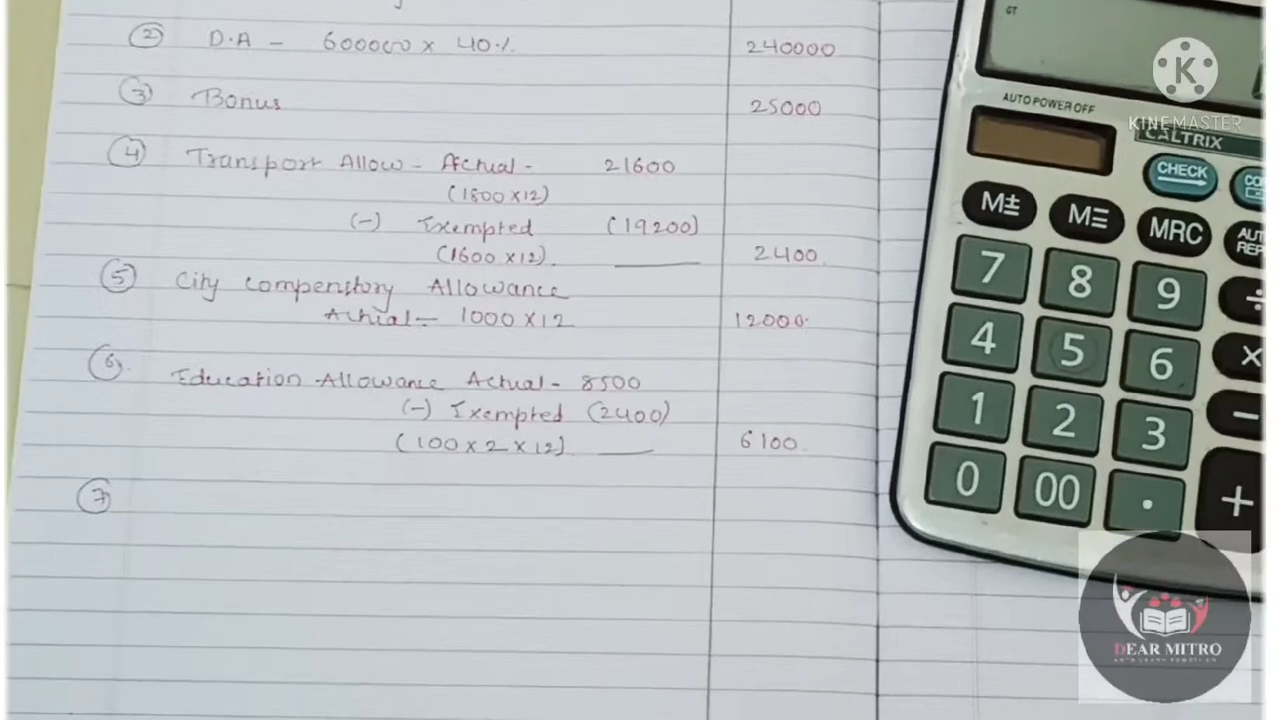 ② D.A - 600000 x 40% 240000
③ Bonus 25000
④ Transport Allow - Actual - 21600
(1800 x 12)
(-) Exempted (19200)
(1600 x 12) 2400
⑤ City Compenstory Allowance
Actual - 1000 x 12 12000
⑥ Education Allowance Actual - 8500
(-) Exempted (2400)
(100 x 2 x 12) 6100
⑦
GT
K
KINEMASTER
AUTO POWER OFF
CALTRIX
CHECK
M± M= MRC
7 8 9 ÷
4 5 6 ×
1 2 3 −
0 00 . +
DEAR MITRO